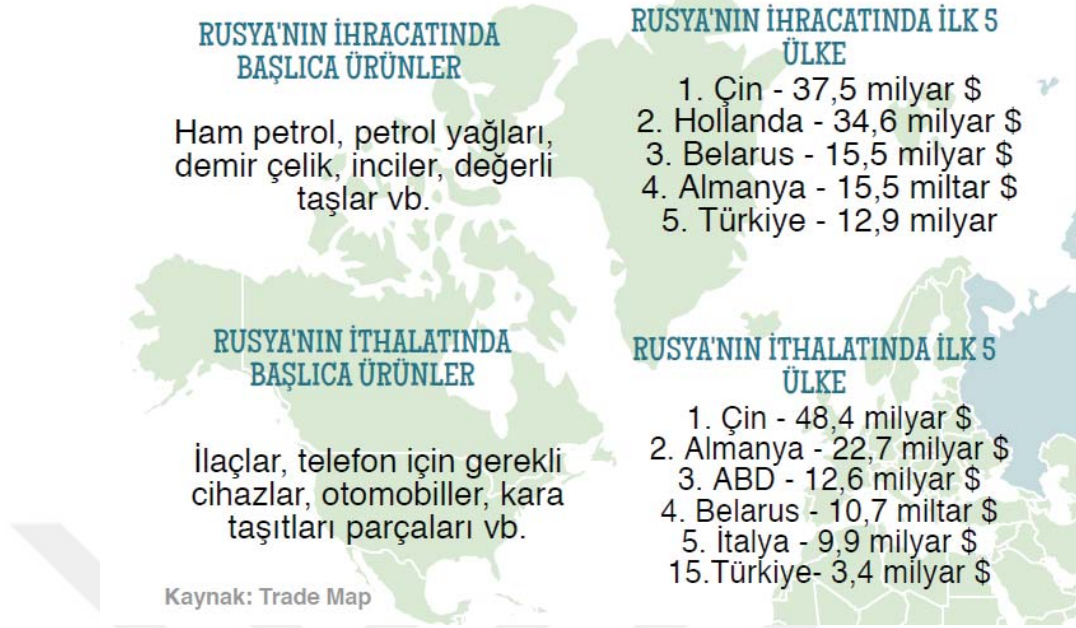 RUSYA'NIN İHRACATINDA
BAŞLICA ÜRÜNLER
Ham petrol, petrol yağları,
demir çelik, inciler, değerli
taşlar vb.
RUSYA'NIN İHRACATINDA İLK 5
ÜLKE
1. Çin - 37,5 milyar $
2. Hollanda - 34,6 milyar $
3. Belarus - 15,5 milyar $
4. Almanya - 15,5 miltar $
5. Türkiye - 12,9 milyar
RUSYA'NIN İTHALATINDA
BAŞLICA ÜRÜNLER
İlaçlar, telefon için gerekli
cihazlar, otomobiller, kara
taşıtları parçaları vb.
RUSYA'NIN İTHALATINDA İLK 5
ÜLKE
1. Çin - 48,4 milyar $
2. Almanya - 22,7 milyar $
3. ABD - 12,6 milyar $
4. Belarus - 10,7 miltar $
5. İtalya - 9,9 milyar $
15.Türkiye- 3,4 milyar $
Kaynak: Trade Map